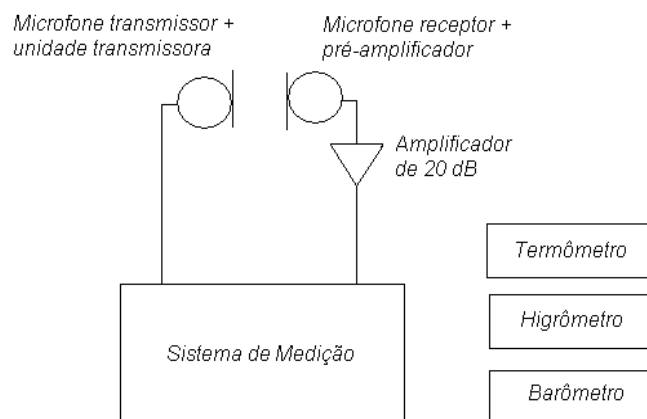 Microfone transmissor +
unidade transmissora
Microfone receptor +
pré-amplificador
Amplificador
de 20 dB
Termômetro
Higrômetro
Sistema de Medição
Barômetro